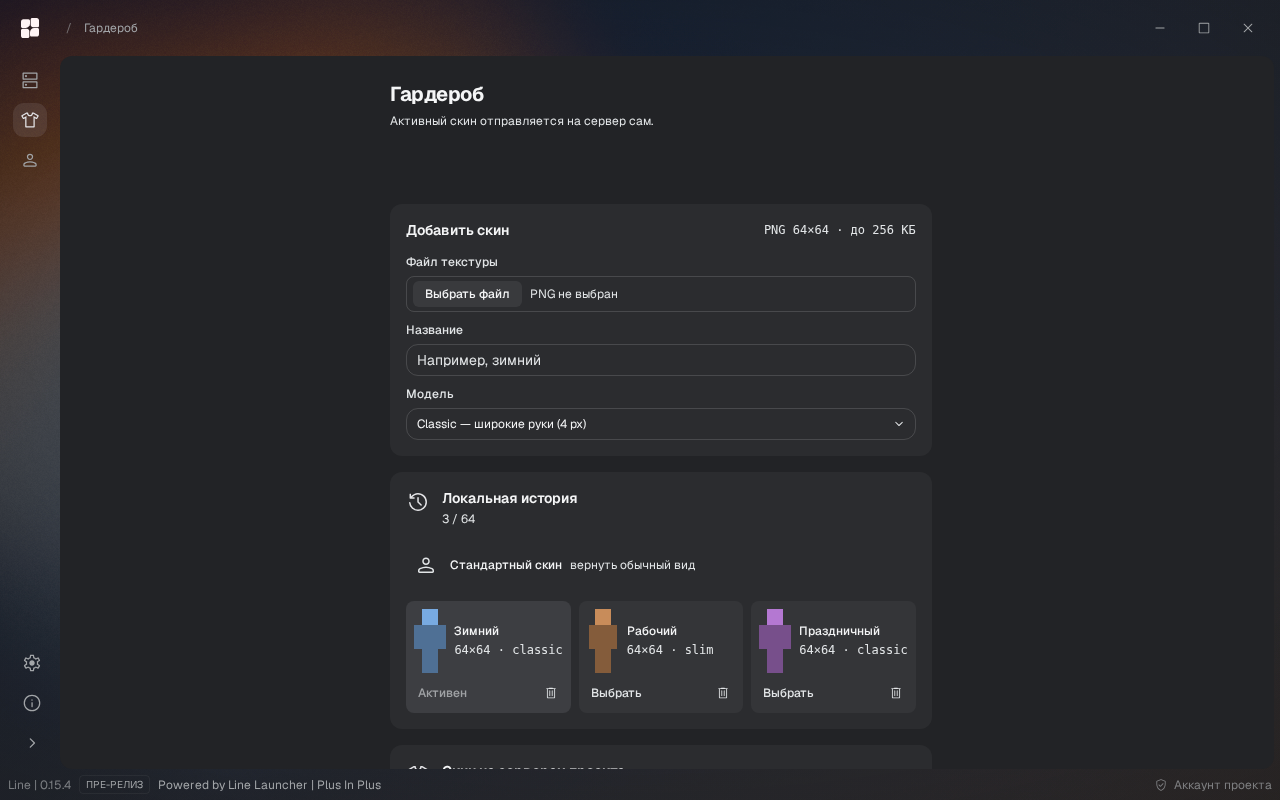 / Гардероб
Гардероб
Активный скин отправляется на сервер сам.
Добавить скин
PNG 64×64 · до 256 КБ
Файл текстуры
Выбрать файл PNG не выбран
Название
Например, зимний
Модель
Classic — широкие руки (4 px)
Локальная история
3 / 64
Стандартный скин вернуть обычный вид
Зимний
64×64 · classic
Активен
Рабочий
64×64 · slim
Выбрать
Праздничный
64×64 · classic
Выбрать
Line | 0.15.4 ПРЕ-РЕЛИЗ Powered by Line Launcher | Plus In Plus
Аккаунт проекта